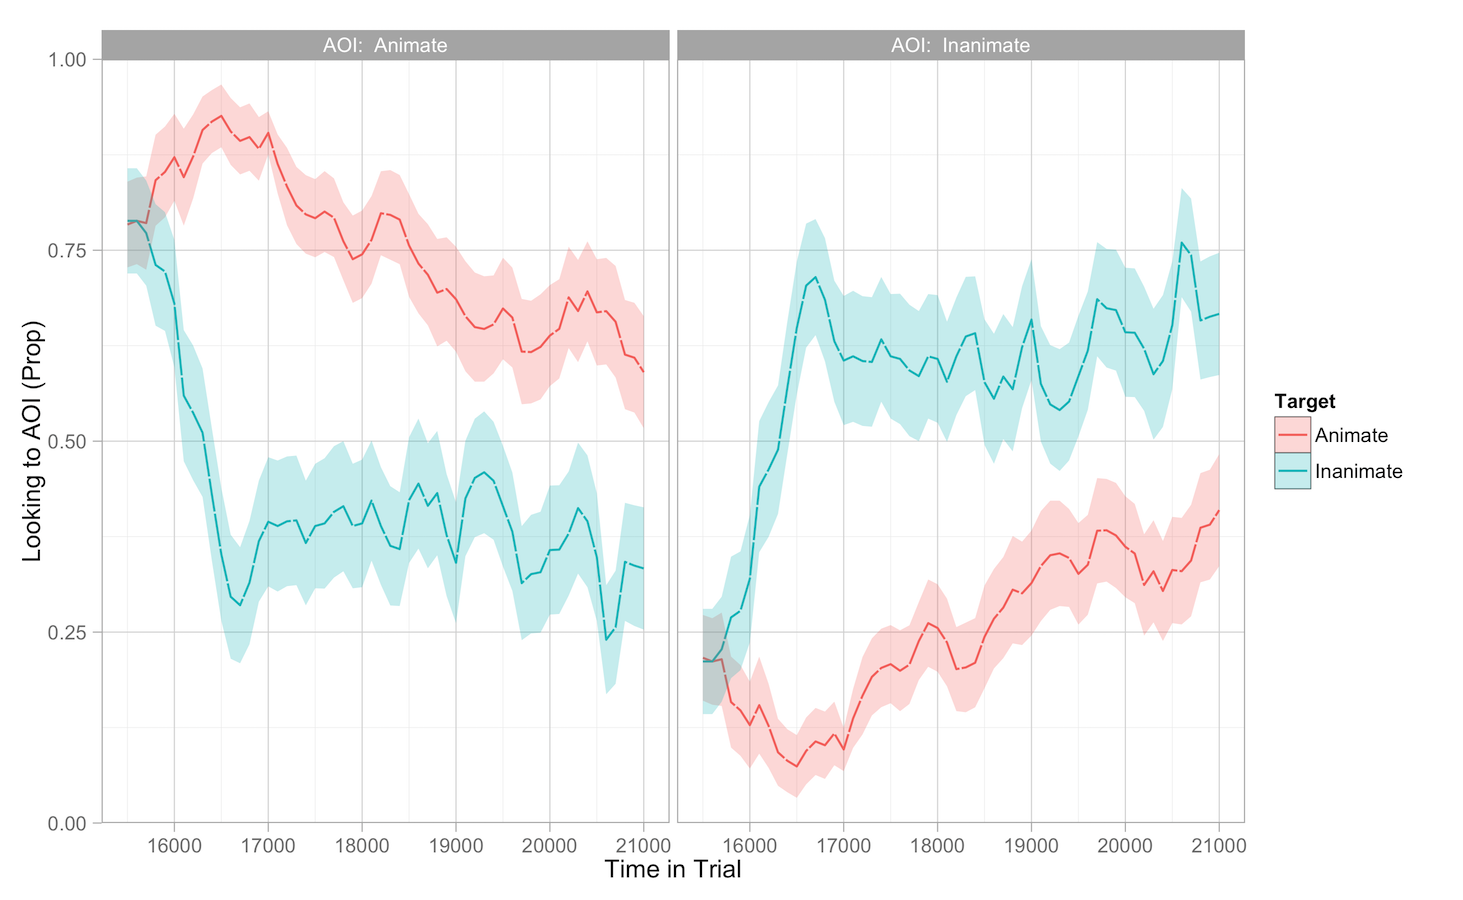 AOI:  Animate
AOI:  Inanimate
1.00
0.75
0.50
0.25
0.00
Looking to AOI (Prop)
16000 17000 18000 19000 20000 21000
16000 17000 18000 19000 20000 21000
Time in Trial
Target
Animate
Inanimate